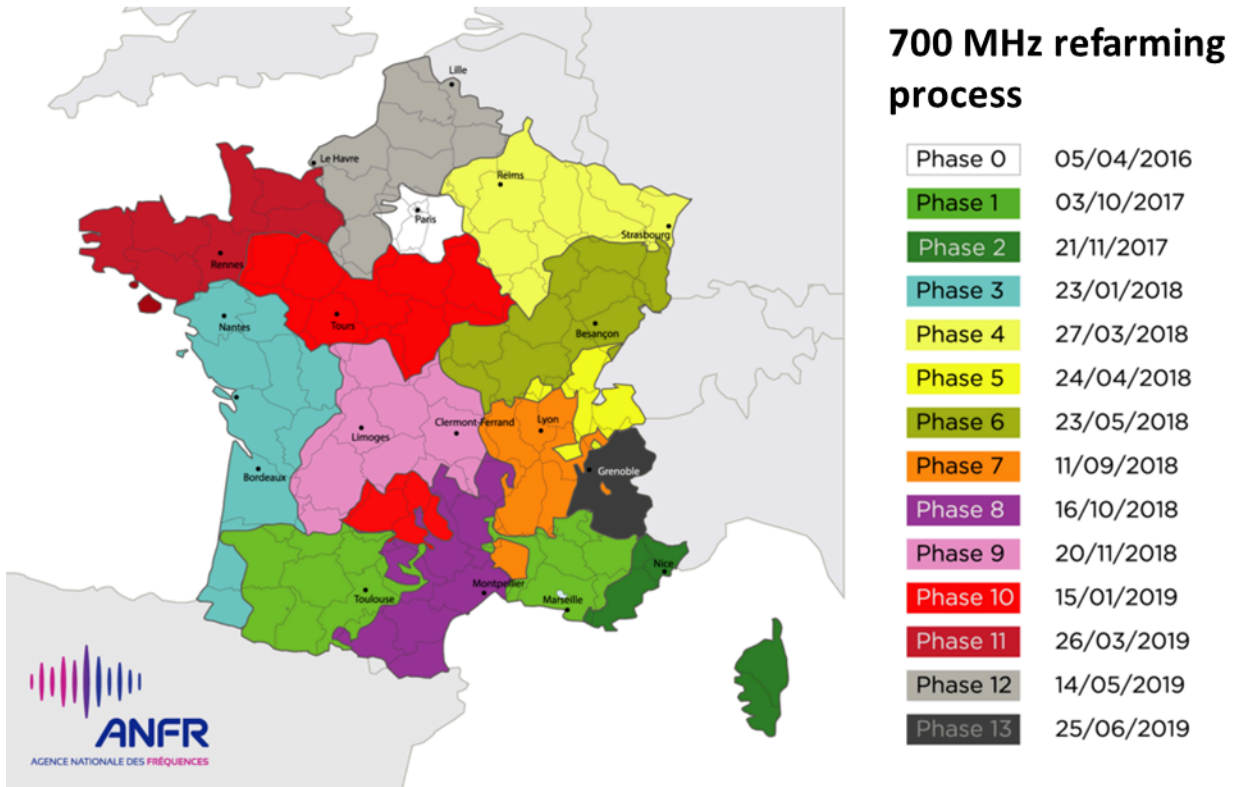 700 MHz refarming
process
Phase 0 05/04/2016
Phase 1 03/10/2017
Phase 2 21/11/2017
Phase 3 23/01/2018
Phase 4 27/03/2018
Phase 5 24/04/2018
Phase 6 23/05/2018
Phase 7 11/09/2018
Phase 8 16/10/2018
Phase 9 20/11/2018
Phase 10 15/01/2019
Phase 11 26/03/2019
Phase 12 14/05/2019
Phase 13 25/06/2019
Lille
Le Havre
Reims
Paris
Strasbourg
Rennes
Nantes
Tours
Besançon
Limoges
Clermont-Ferrand
Lyon
Bordeaux
Grenoble
Toulouse
Montpellier
Marseille
Nice
ANFR
AGENCE NATIONALE DES FRÉQUENCES